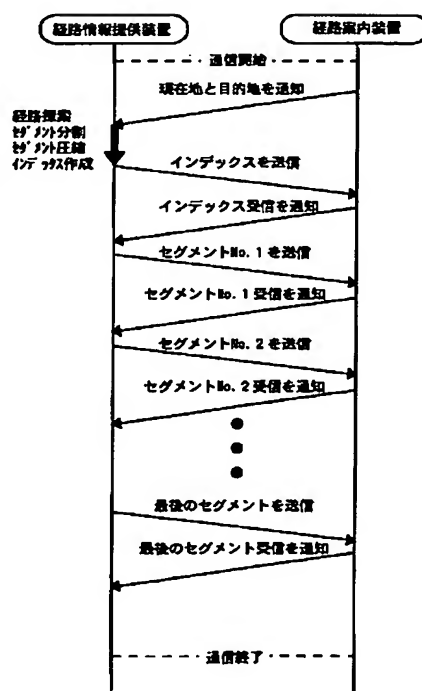 経路情報提供装置
経路案内装置
通信開始
現在地と目的地を通知
経路探索
セグメント分割
セグメント圧縮
インデックス作成
インデックスを送信
インデックス受信を通知
セグメントNo. 1 を送信
セグメントNo. 1 受信を通知
セグメントNo. 2 を送信
セグメントNo. 2 受信を通知
最後のセグメントを送信
最後のセグメント受信を通知
通信終了